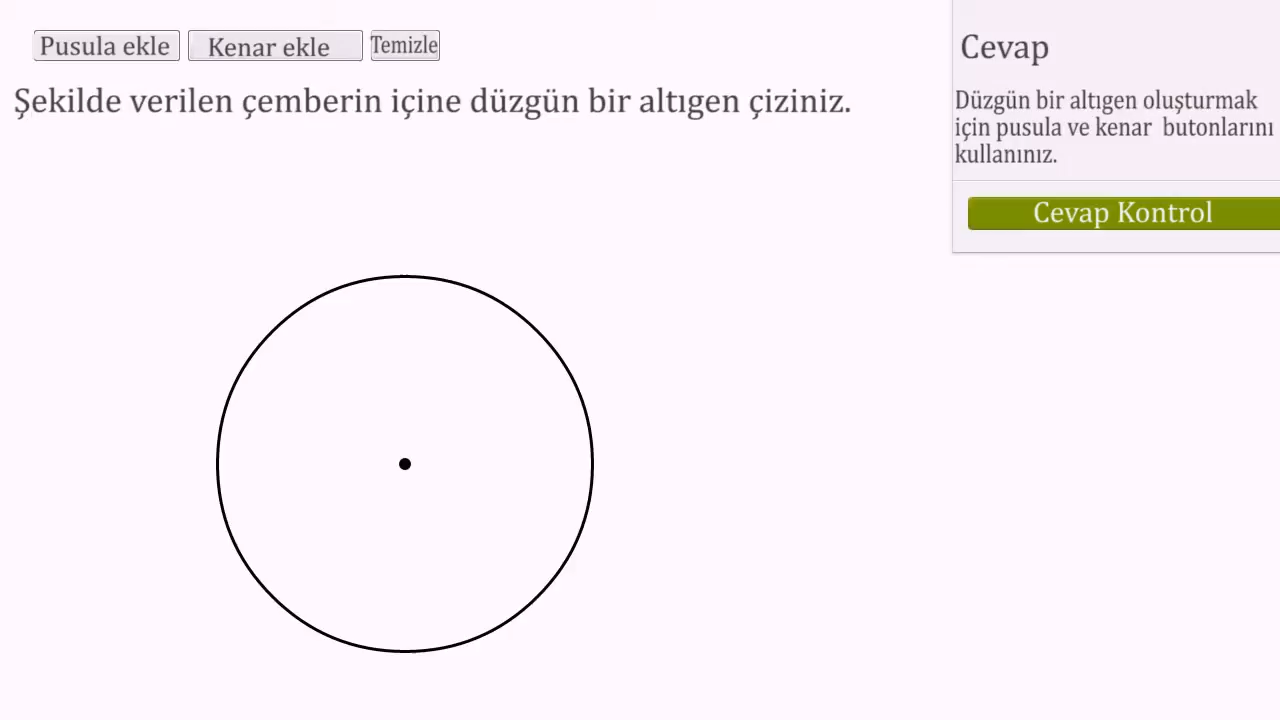 Pusula ekle Kenar ekle Temizle
Şekilde verilen çemberin içine düzgün bir altıgen çiziniz.
Cevap
Düzgün bir altıgen oluşturmak
için pusula ve kenar butonlarını
kullanınız.
Cevap Kontrol